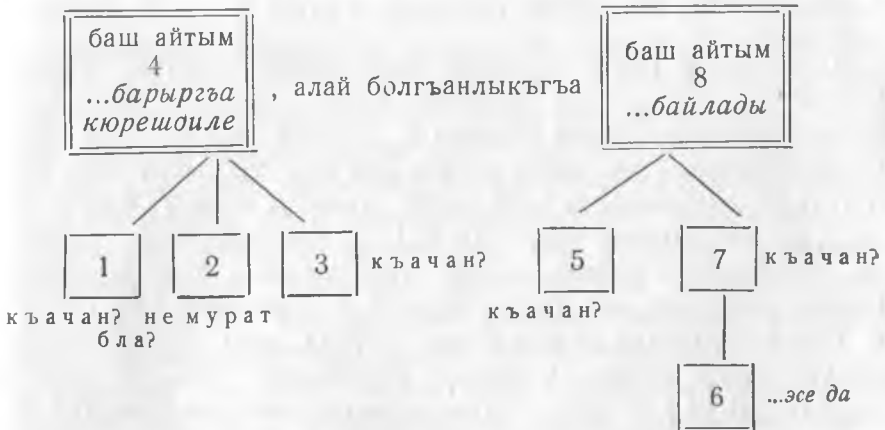 баш айтым
4
...барыргъа
кюрешдиле
, алай болгъанлыкъгъа
баш айтым
8
...байлады
1
2
3
къачан?
5
7
къачан?
къачан? не мурат
бла?
къачан?
6
...эсе да